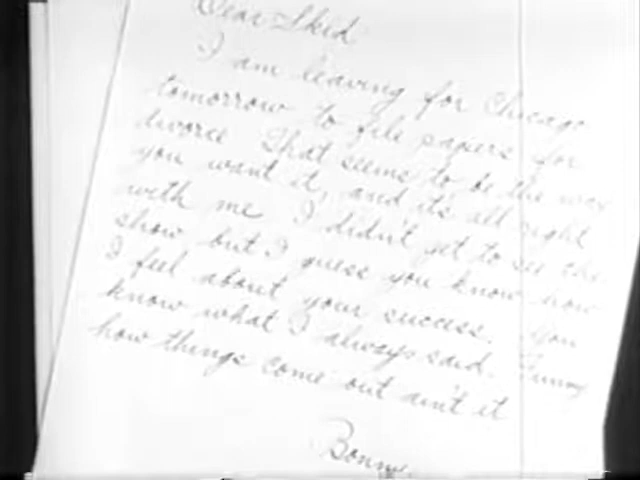 Dear Skid
I am leaving for Chicago
tomorrow to file papers for
divorce. That seems to be the way
you want it, and it's all right
with me. I didn't get to see the
show but I guess you know how
I feel about your success. You
know what I always said. Funny
how things come out ain't it
Bonny.